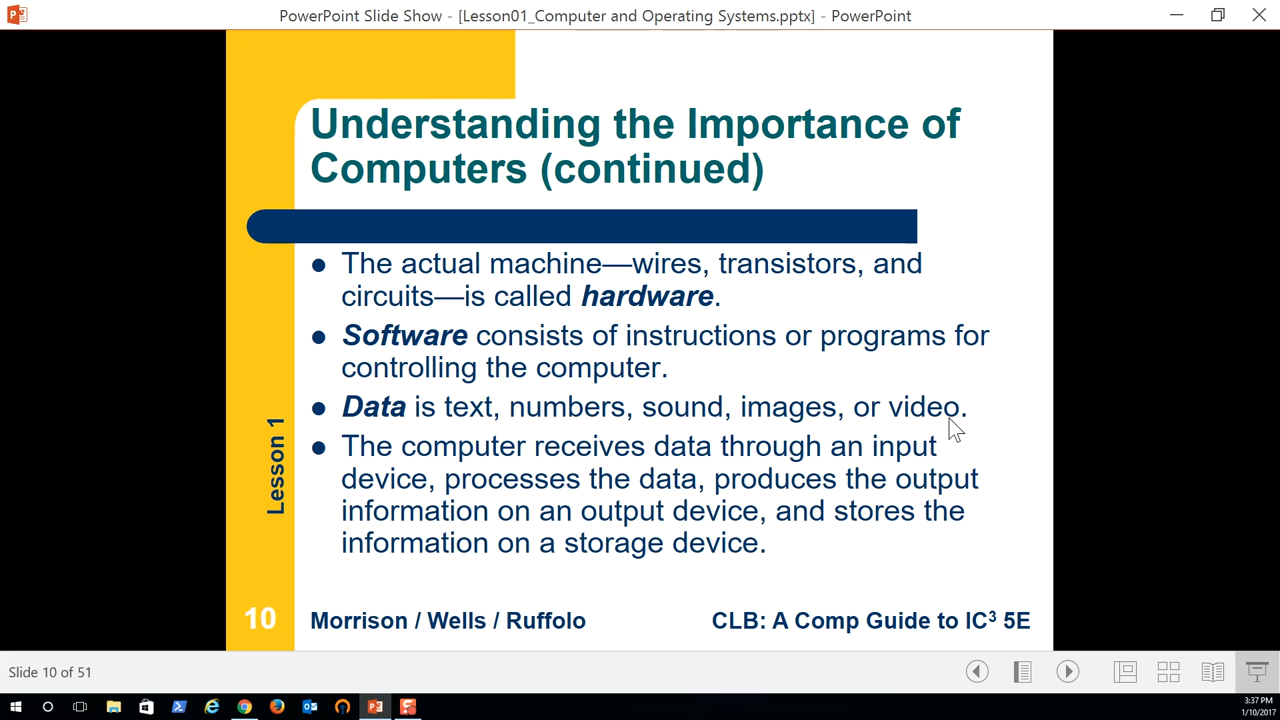 PowerPoint Slide Show - [Lesson01_Computer and Operating Systems.pptx] - PowerPoint
Understanding the Importance of
Computers (continued)
● The actual machine—wires, transistors, and
circuits—is called hardware.
● Software consists of instructions or programs for
controlling the computer.
● Data is text, numbers, sound, images, or video.
● The computer receives data through an input
device, processes the data, produces the output
information on an output device, and stores the
information on a storage device.
Lesson 1
10
Morrison / Wells / Ruffolo
CLB: A Comp Guide to IC³ 5E
Slide 10 of 51
3:37 PM
1/10/2017